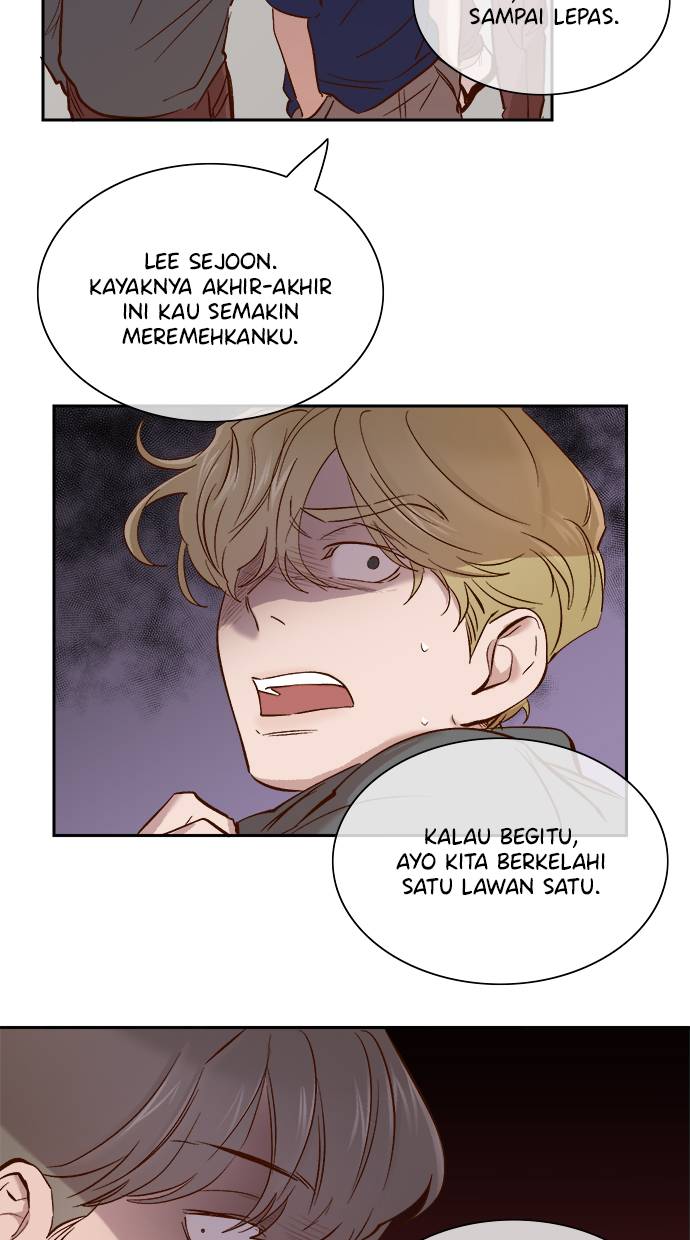 SAMPAI LEPAS.
LEE SEJOON.
KAYAKNYA AKHIR-AKHIR
INI KAU SEMAKIN
MEREMEHKANKU.
KALAU BEGITU,
AYO KITA BERKELAHI
SATU LAWAN SATU.